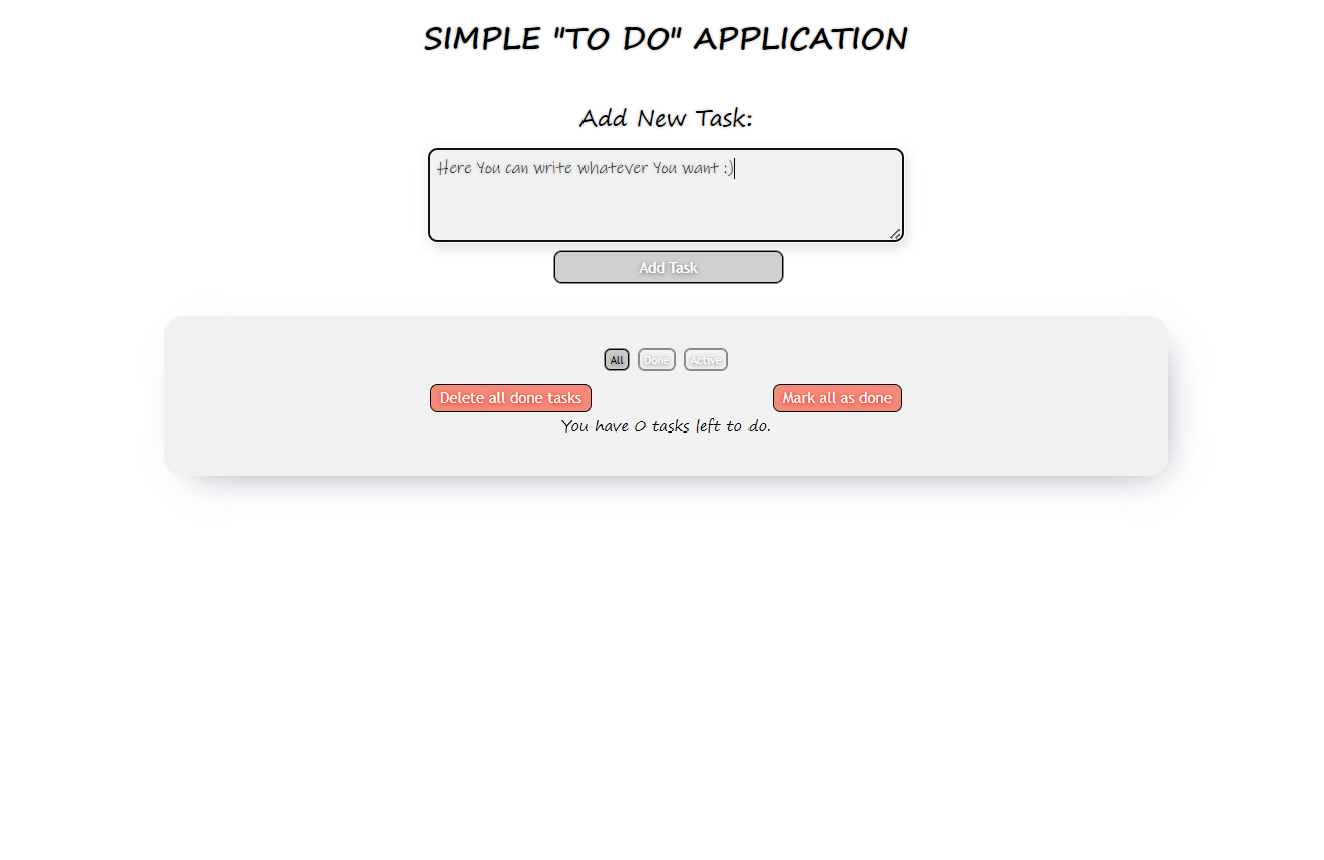 SIMPLE "TO DO" APPLICATION
Add New Task:
Here You can write whatever You want :)
Add Task
All Done Active
Delete all done tasks Mark all as done
You have 0 tasks left to do.